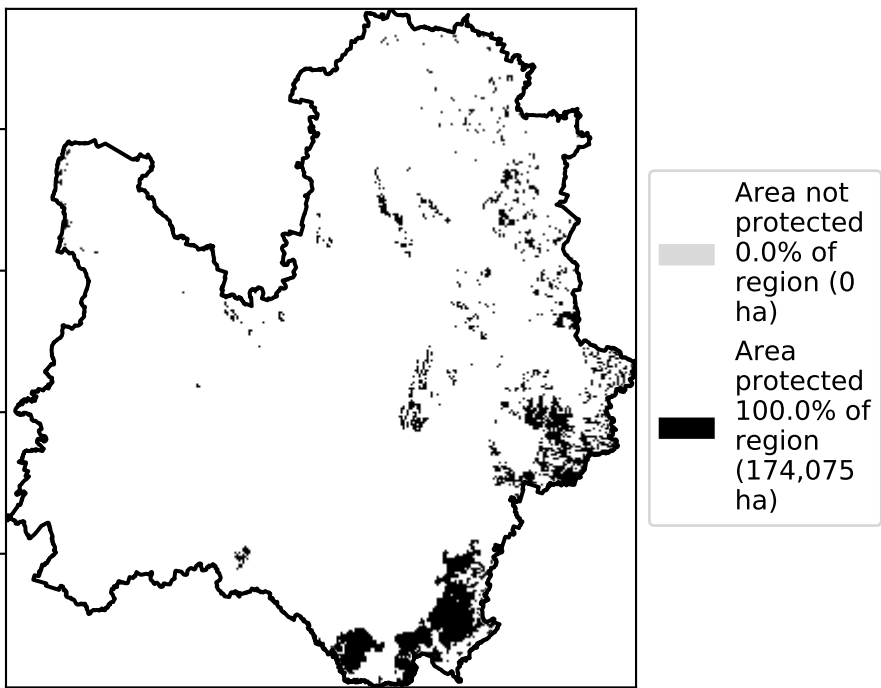 Area not
protected
0.0% of
region (0
ha)
Area
protected
100.0% of
region
(174,075
ha)